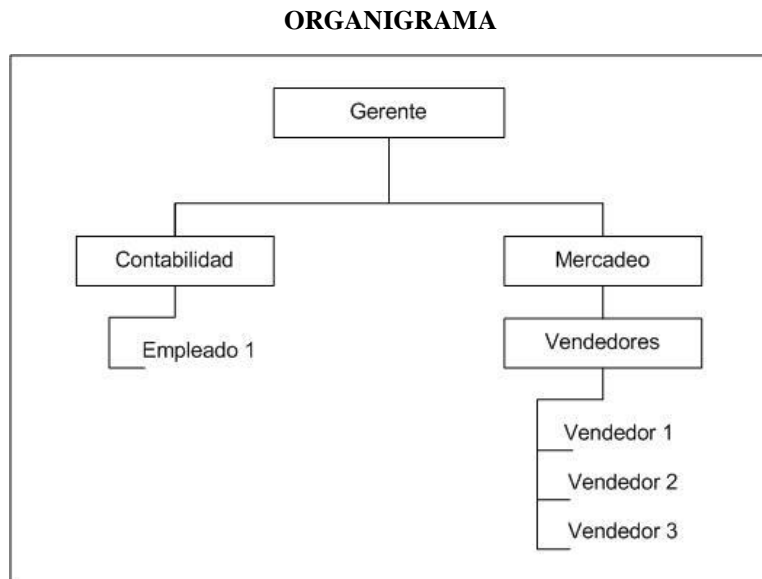 ORGANIGRAMA
Gerente
Contabilidad
Mercadeo
Empleado 1
Vendedores
Vendedor 1
Vendedor 2
Vendedor 3